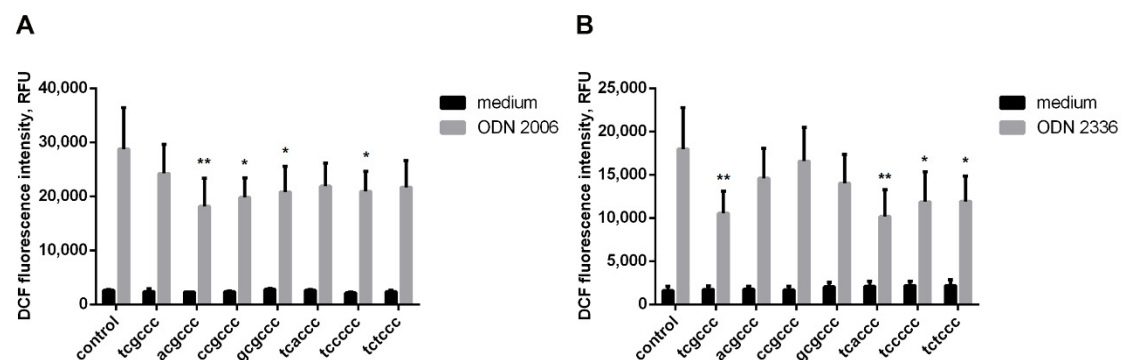 A
DCF fluorescence intensity, RFU
40,000
30,000
20,000
10,000
0
** * * *
control tcgccc acgccc ccgccc gcgccc tcaccc tccccc tctccc
medium
ODN 2006
B
DCF fluorescence intensity, RFU
25,000
20,000
15,000
10,000
5,000
0
** ** * *
control tcgccc acgccc ccgccc gcgccc tcaccc tccccc tctccc
medium
ODN 2336